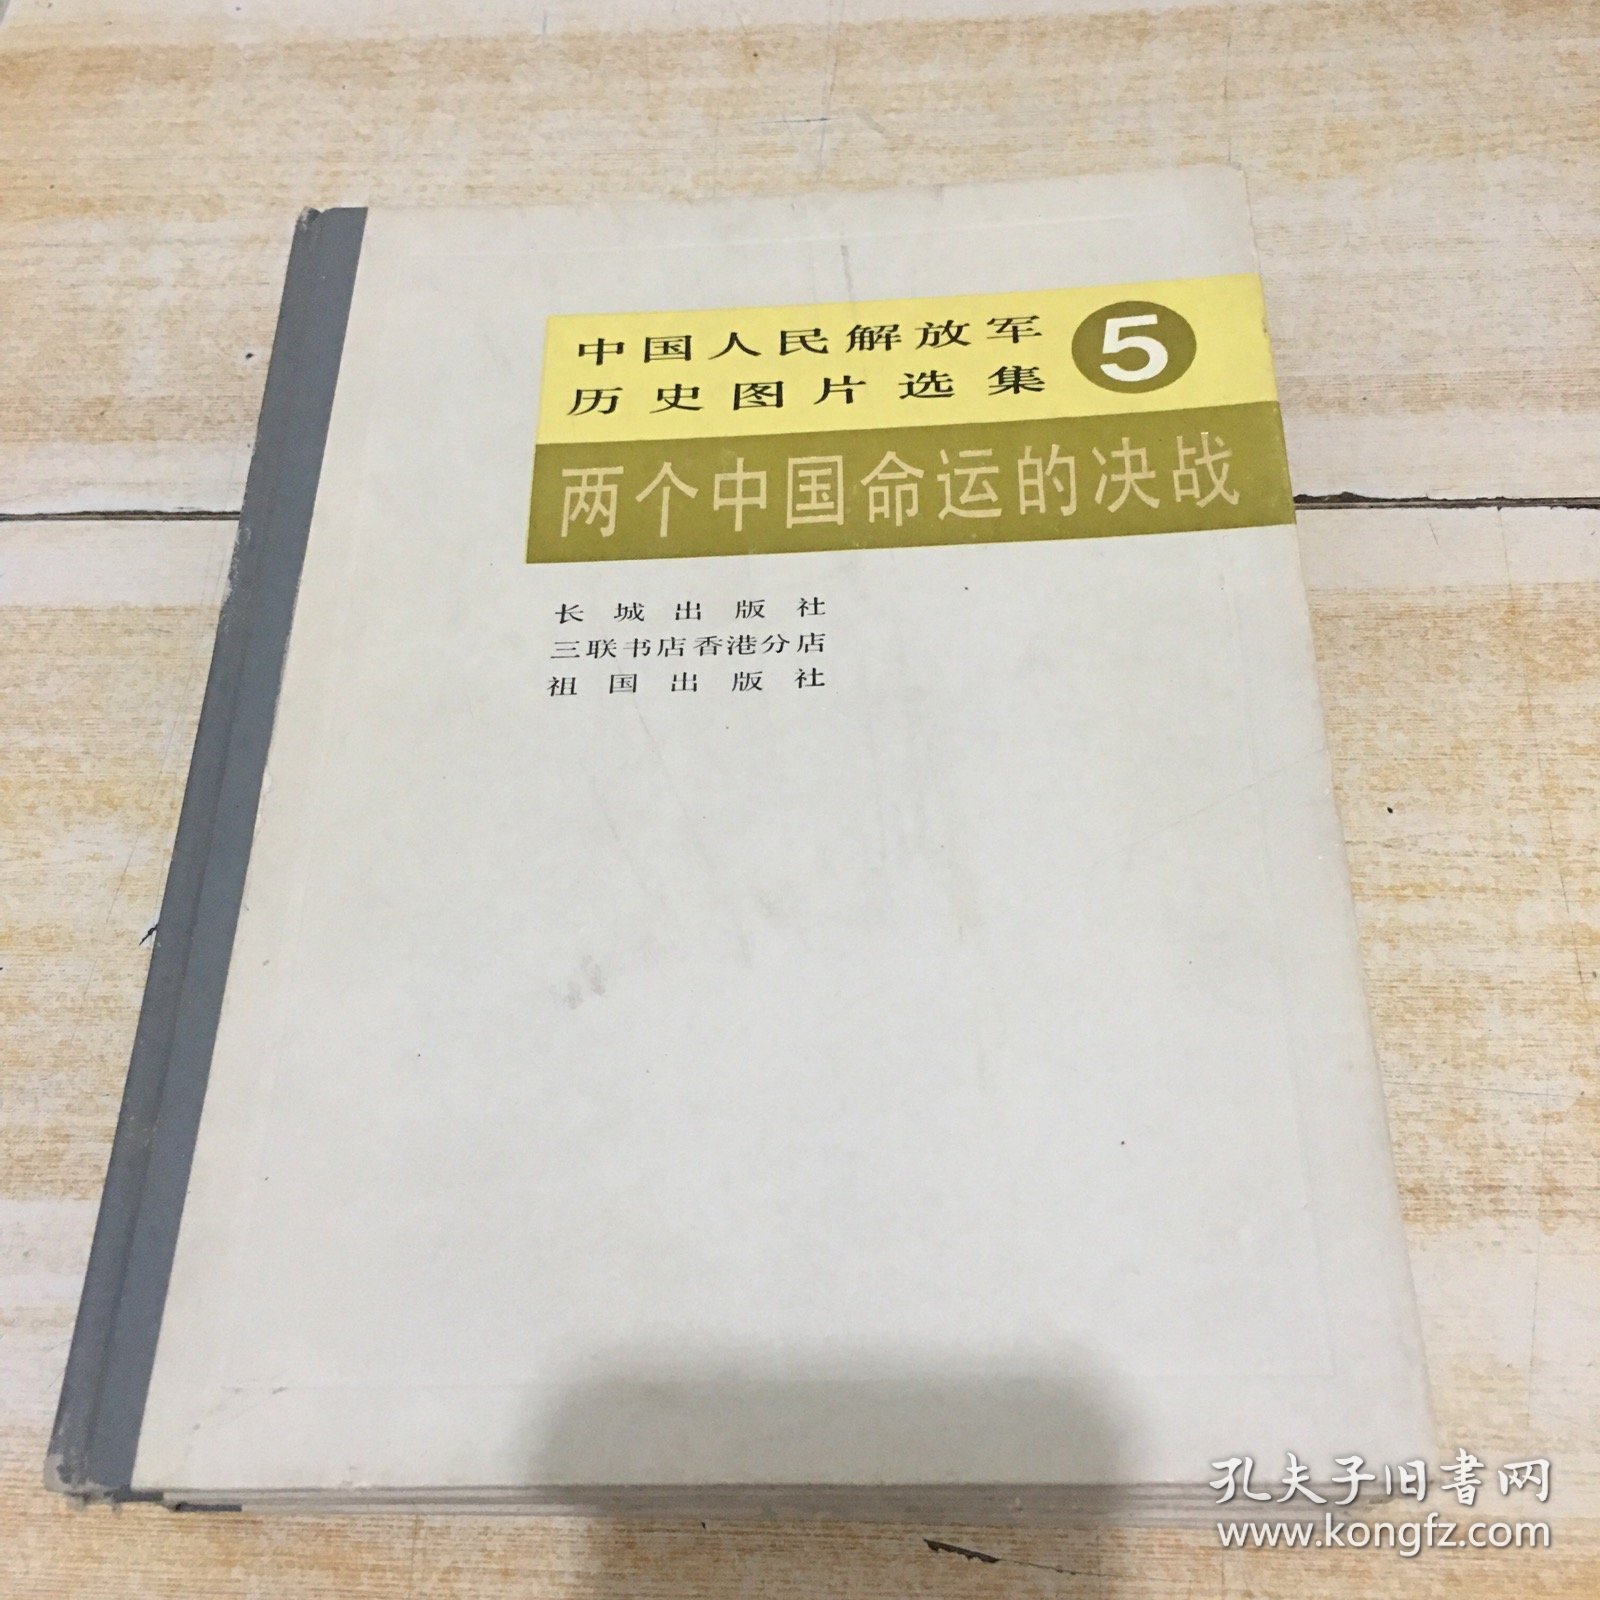 中国人民解放军
历史图片选集
5
两个中国命运的决战
长城出版社
三联书店香港分店
祖国出版社
孔夫子旧书网
www.kongfz.com